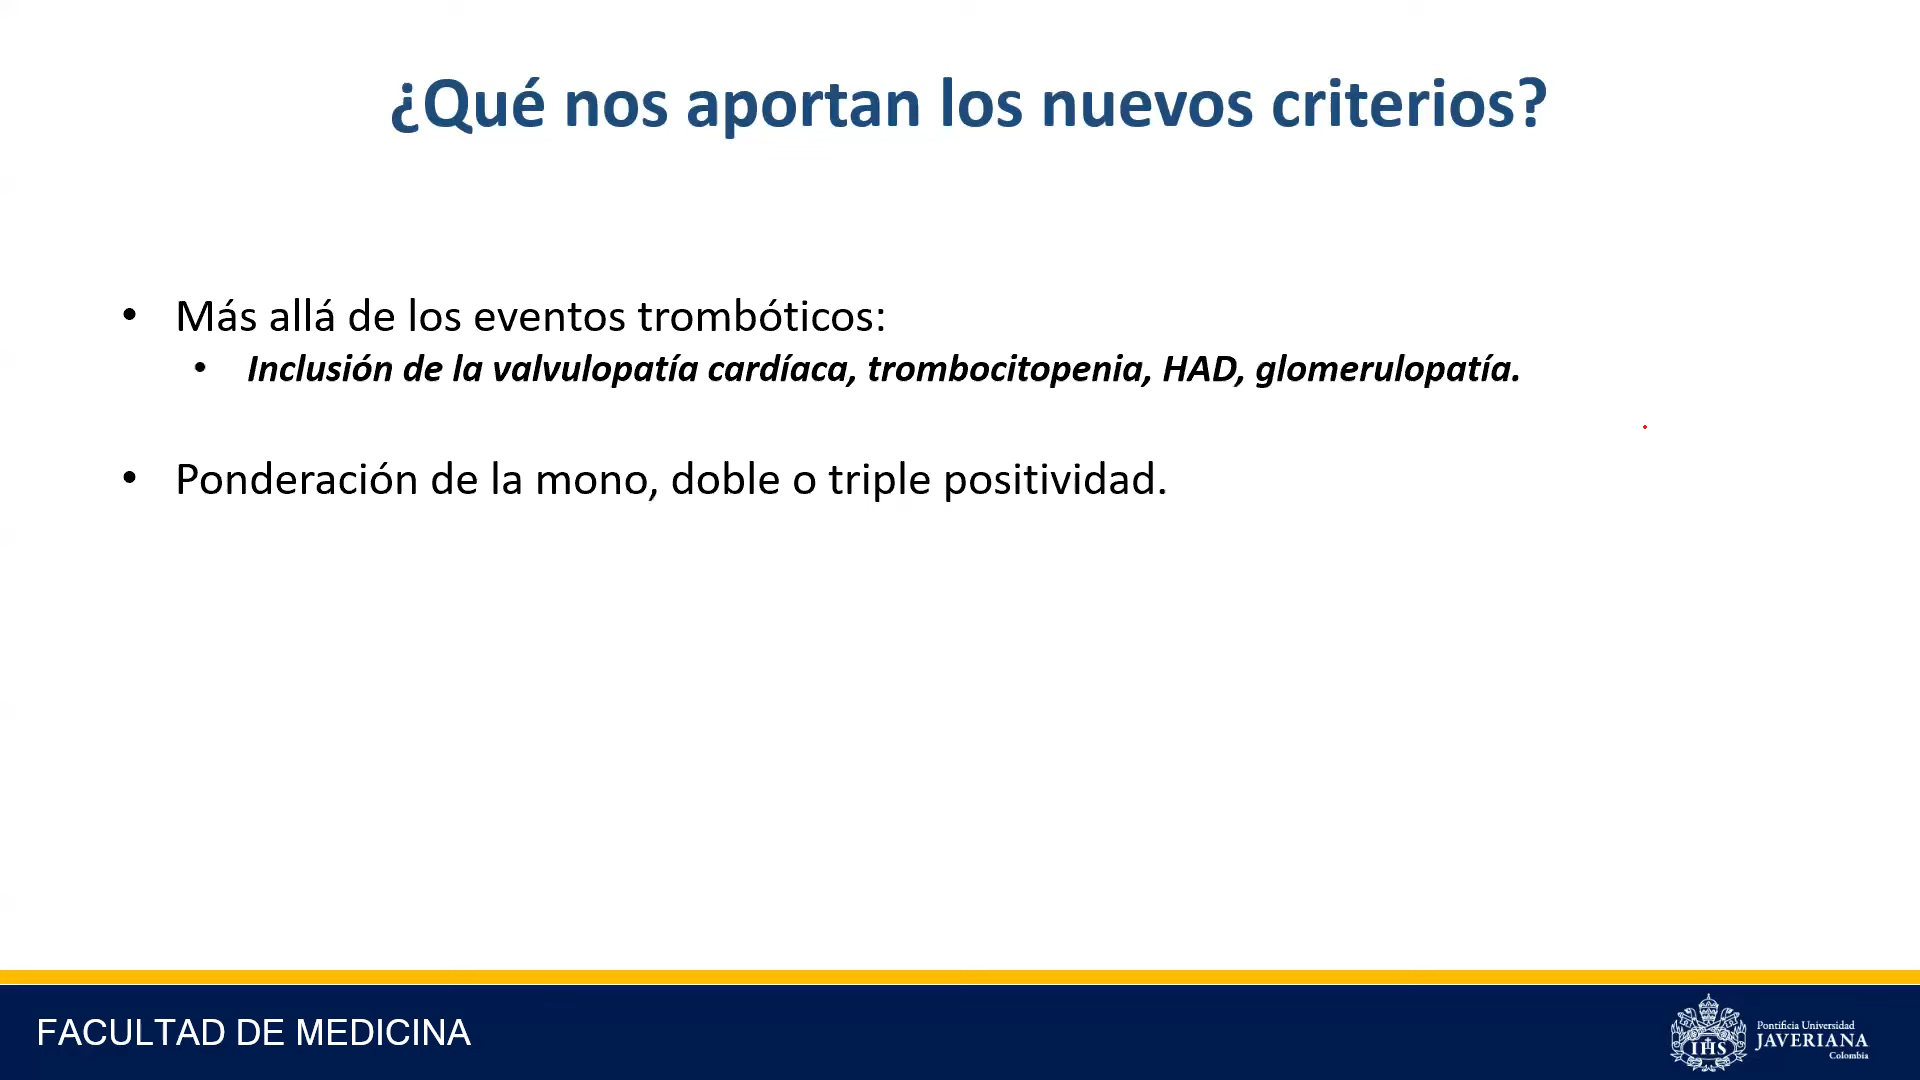 ¿Qué nos aportan los nuevos criterios?
• Más allá de los eventos trombóticos:
• Inclusión de la valvulopatía cardíaca, trombocitopenia, HAD, glomerulopatía.
• Ponderación de la mono, doble o triple positividad.
FACULTAD DE MEDICINA
IHS
Pontificia Universidad
JAVERIANA
Colombia